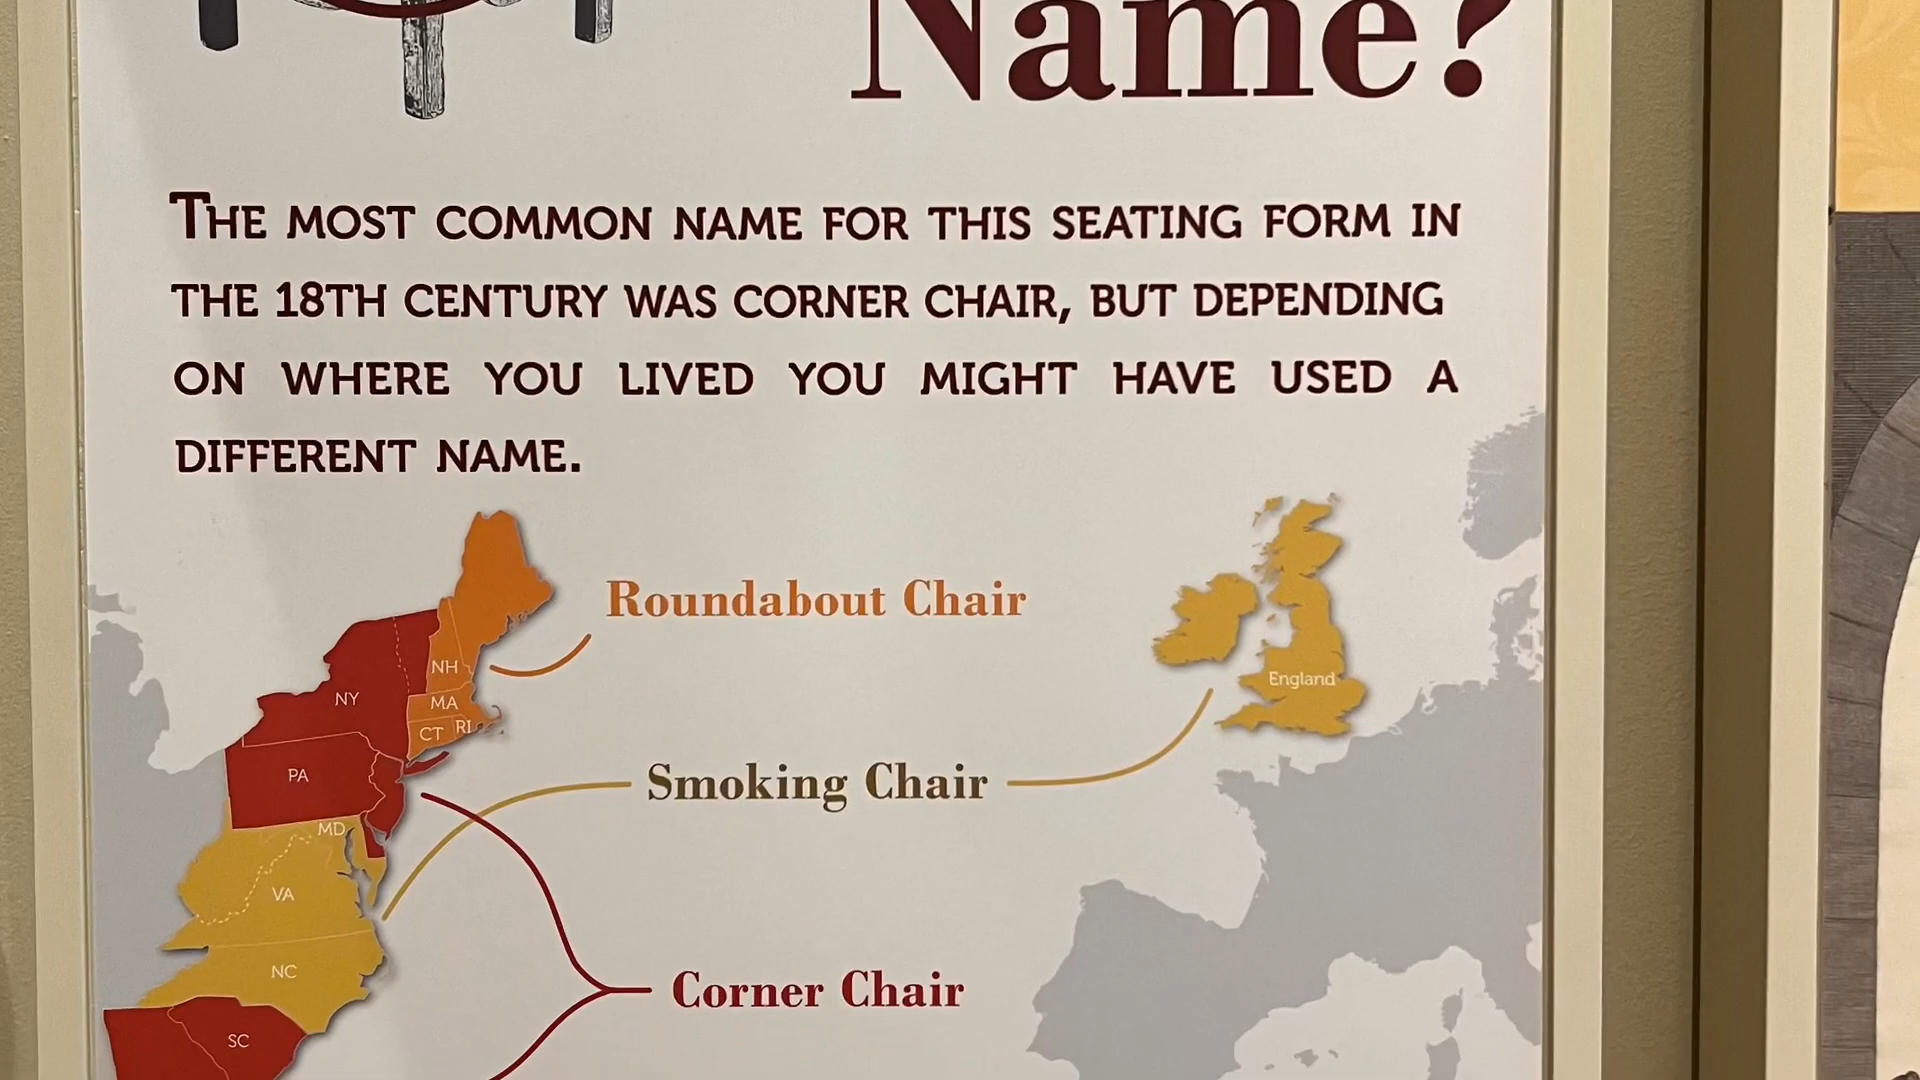 Name?
THE MOST COMMON NAME FOR THIS SEATING FORM IN
THE 18TH CENTURY WAS CORNER CHAIR, BUT DEPENDING
ON WHERE YOU LIVED YOU MIGHT HAVE USED A
DIFFERENT NAME.
Roundabout Chair
NH
NY
MA
CT RI
England
PA
Smoking Chair
MD
VA
NC
Corner Chair
SC